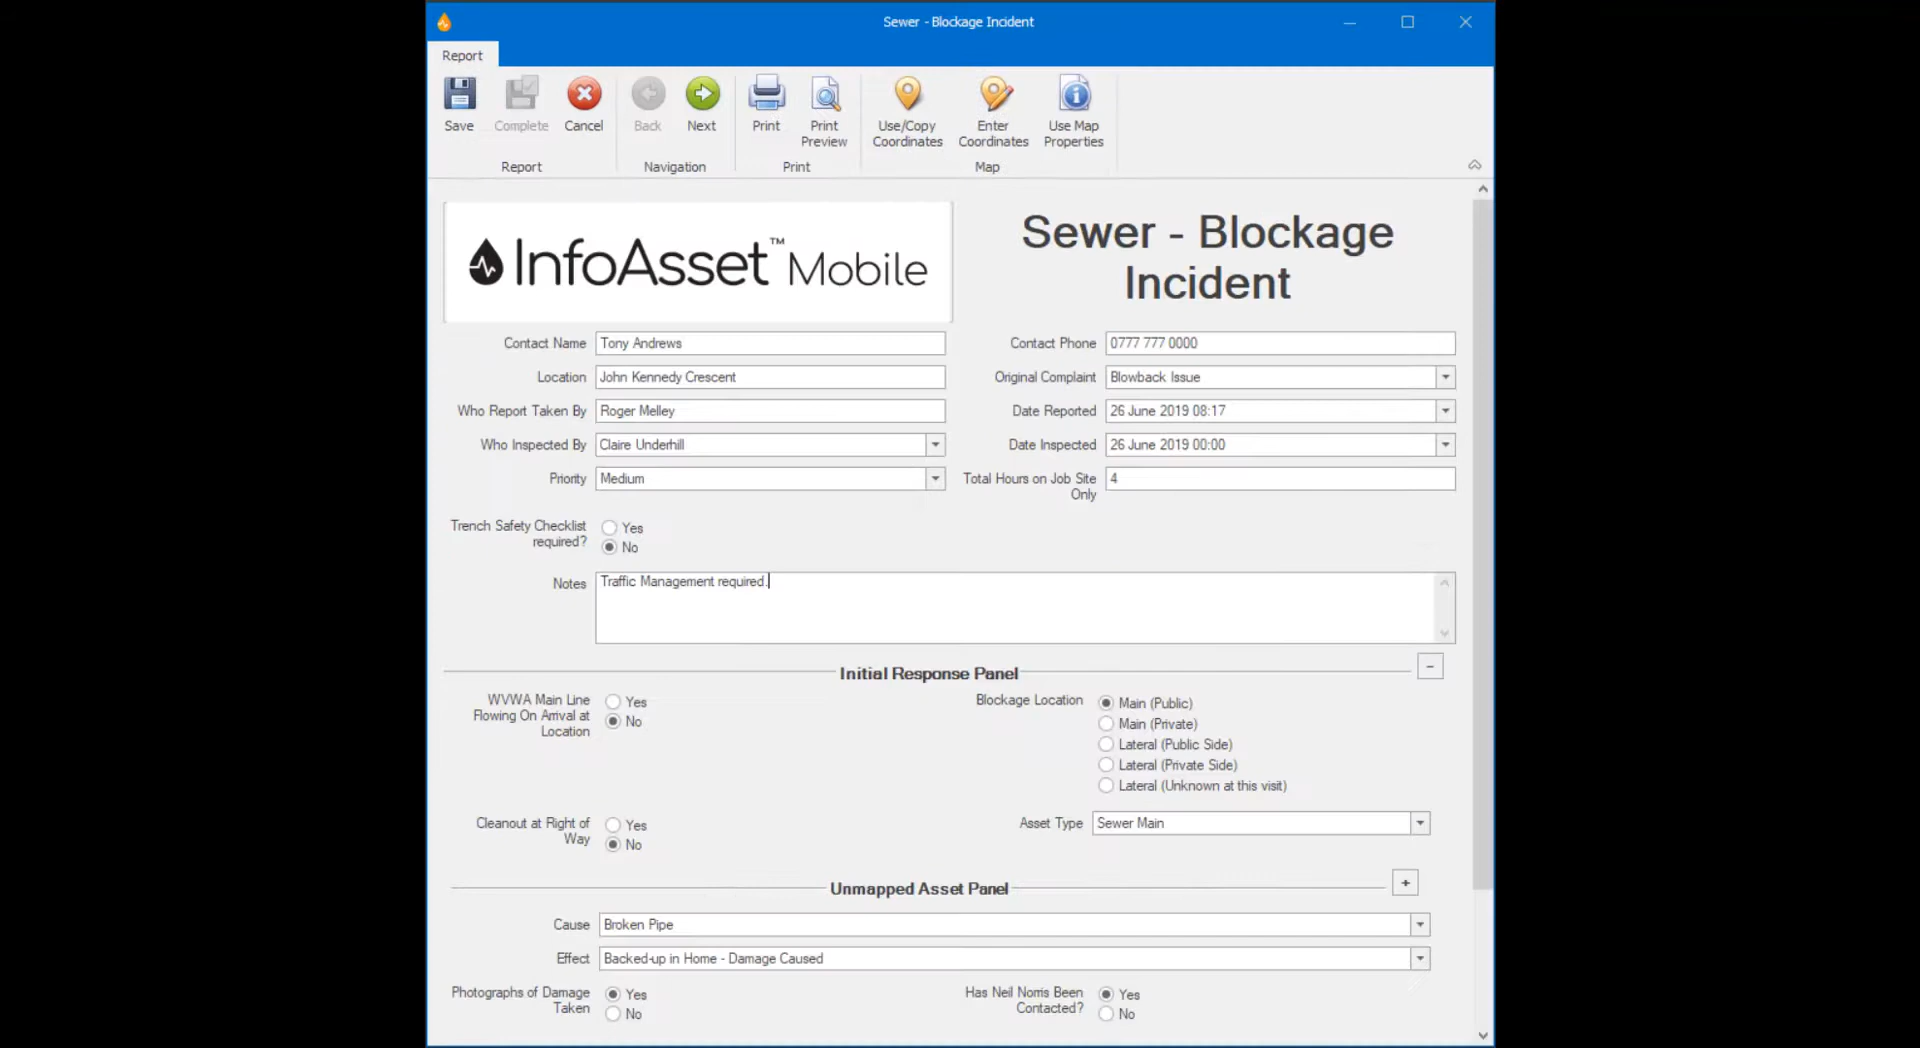 Sewer - Blockage Incident
Report
Save
Complete
Cancel
Back
Next
Print
Print
Preview
Use/Copy
Coordinates
Enter
Coordinates
Use Map
Properties
Report
Navigation
Print
Map
InfoAsset™ Mobile
Sewer - Blockage
Incident
Contact Name Tony Andrews
Contact Phone 0777 777 0000
Location John Kennedy Crescent
Original Complaint Blowback Issue
Who Report Taken By Roger Melley
Date Reported 26 June 2019 08:17
Who Inspected By Claire Underhill
Date Inspected 26 June 2019 00:00
Priority Medium
Total Hours on Job Site
Only
4
Trench Safety Checklist
required?
Yes
No
Notes
Traffic Management required.
Initial Response Panel
WVWA Main Line
Flowing On Arrival at
Location
Yes
No
Blockage Location
Main (Public)
Main (Private)
Lateral (Public Side)
Lateral (Private Side)
Lateral (Unknown at this visit)
Cleanout at Right of
Way
Yes
No
Asset Type Sewer Main
Unmapped Asset Panel
Cause Broken Pipe
Effect Backed-up in Home - Damage Caused
Photographs of Damage
Taken
Yes
No
Has Neil Norris Been
Contacted?
Yes
No